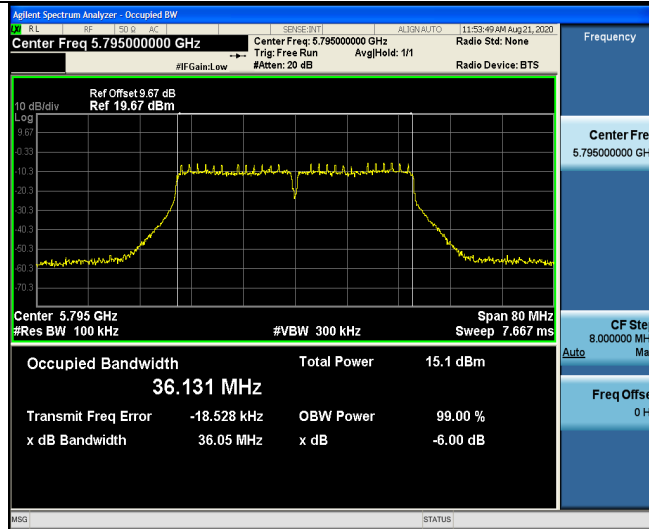 Agilent Spectrum Analyzer - Occupied BW
LXI RL RF 50 Ω AC SENSE:INT ALIGN AUTO 11:53:49 AM Aug 21, 2020
Center Freq 5.795000000 GHz Center Freq: 5.795000000 GHz Radio Std: None
Trig: Free Run Avg|Hold: 1/1
#IFGain:Low #Atten: 20 dB Radio Device: BTS
Ref Offset 9.67 dB
10 dB/div Ref 19.67 dBm
Log
9.67
-0.33
-10.3
-20.3
-30.3
-40.3
-50.3
-60.3
-70.3
Center 5.795 GHz Span 80 MHz
#Res BW 100 kHz #VBW 300 kHz Sweep 7.667 ms
Occupied Bandwidth Total Power 15.1 dBm
36.131 MHz
Transmit Freq Error -18.528 kHz OBW Power 99.00 %
x dB Bandwidth 36.05 MHz x dB -6.00 dB
MSG STATUS
Frequency
Center Fre
5.795000000 GH
CF Ste
8.000000 MH
Auto Ma
Freq Offse
0 H